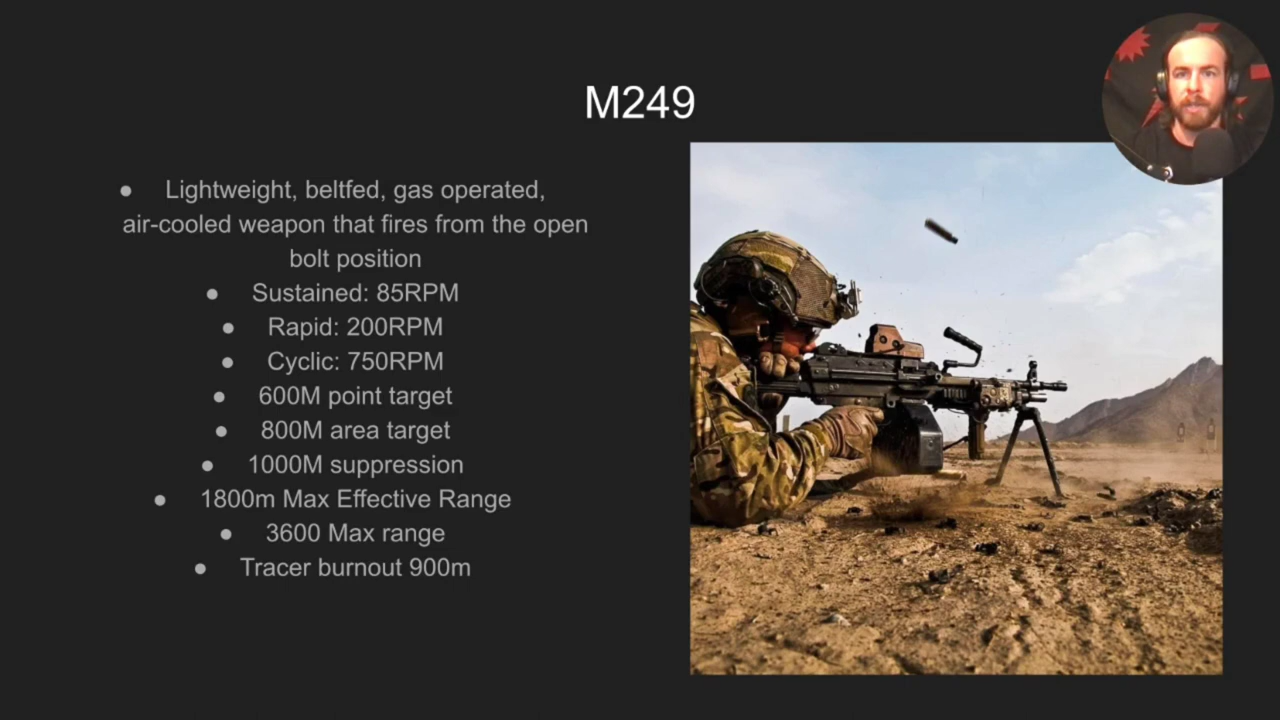 M249
● Lightweight, beltfed, gas operated,
air-cooled weapon that fires from the open
bolt position
● Sustained: 85RPM
● Rapid: 200RPM
● Cyclic: 750RPM
● 600M point target
● 800M area target
● 1000M suppression
● 1800m Max Effective Range
● 3600 Max range
● Tracer burnout 900m